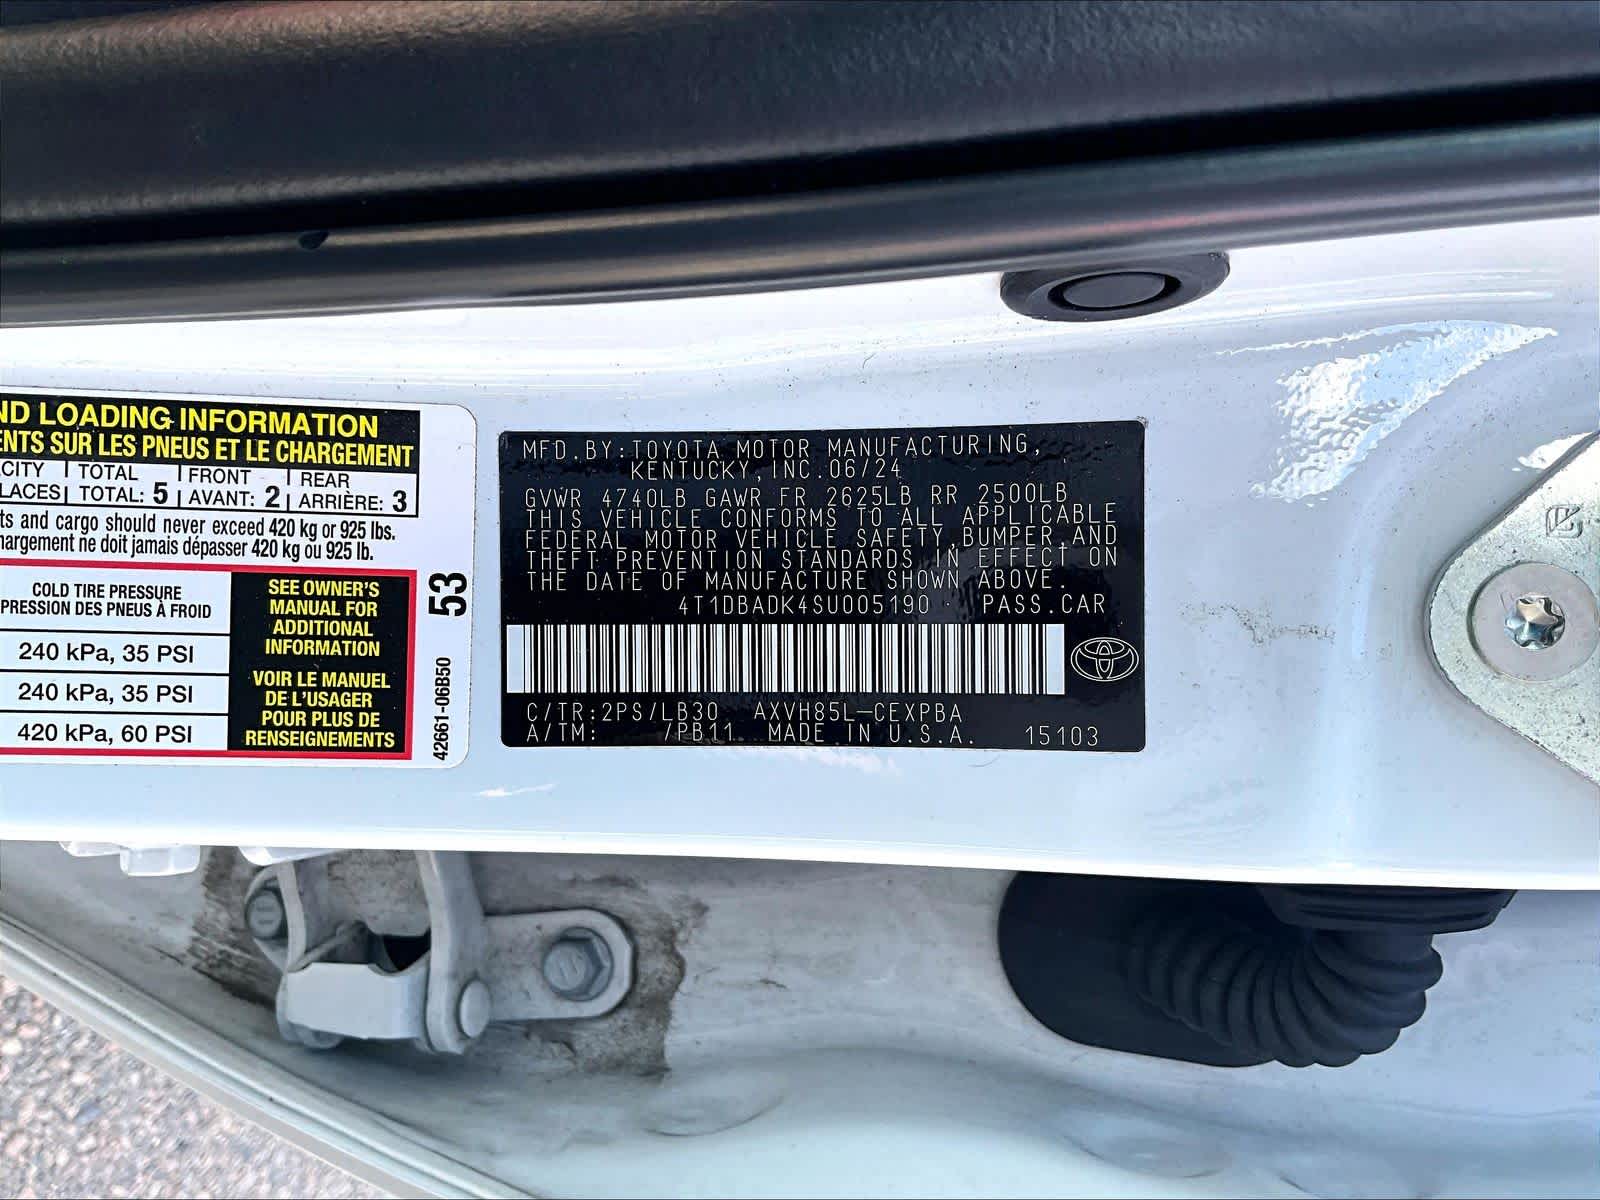 ND LOADING INFORMATION
ENTS SUR LES PNEUS ET LE CHARGEMENT
CITY TOTAL FRONT REAR
LACES TOTAL: 5 AVANT: 2 ARRIÈRE: 3
ts and cargo should never exceed 420 kg or 925 lbs.
hargement ne doit jamais dépasser 420 kg ou 925 lb.
COLD TIRE PRESSURE
PRESSION DES PNEUS À FROID
240 kPa, 35 PSI
240 kPa, 35 PSI
420 kPa, 60 PSI
SEE OWNER'S
MANUAL FOR
ADDITIONAL
INFORMATION
VOIR LE MANUEL
DE L'USAGER
POUR PLUS DE
RENSEIGNEMENTS
53
42661-06B50
MFD.BY:TOYOTA MOTOR MANUFACTURING,
KENTUCKY,INC.06/24
GVWR 4740LB GAWR FR 2625LB RR 2500LB
THIS VEHICLE CONFORMS TO ALL APPLICABLE
FEDERAL MOTOR VEHICLE SAFETY,BUMPER,AND
THEFT PREVENTION STANDARDS IN EFFECT ON
THE DATE OF MANUFACTURE SHOWN ABOVE.
4T1DBADK4SU005190 PASS.CAR
C/TR:2PS/LB30 AXVH85L-CEXPBA
A/TM: /PB11 MADE IN U.S.A. 15103